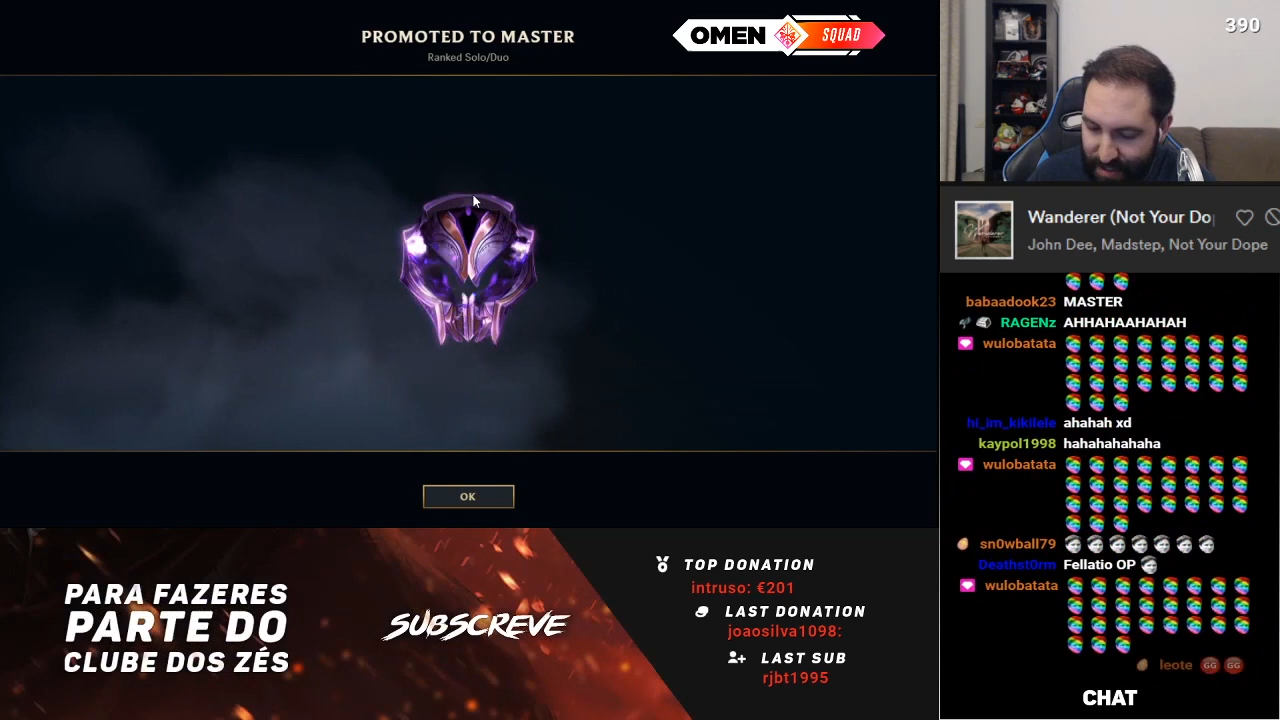 PROMOTED TO MASTER
Ranked Solo/Duo
OMEN SQUAD
390
Wanderer (Not Your Do
John Dee, Madstep, Not Your Dope
babaadook23 MASTER
RAGENz AHHAHAAHAHAH
wulobatata
hi_im_kikilele ahahah xd
kaypol1998 hahahahahaha
wulobatata
sn0wball79
Deathst0rm Fellatio OP
wulobatata
leote GG GG
CHAT
OK
PARA FAZERES
PARTE DO
CLUBE DOS ZÉS
SUBSCREVE
TOP DONATION
intruso: €201
LAST DONATION
joaosilva1098:
LAST SUB
rjbt1995